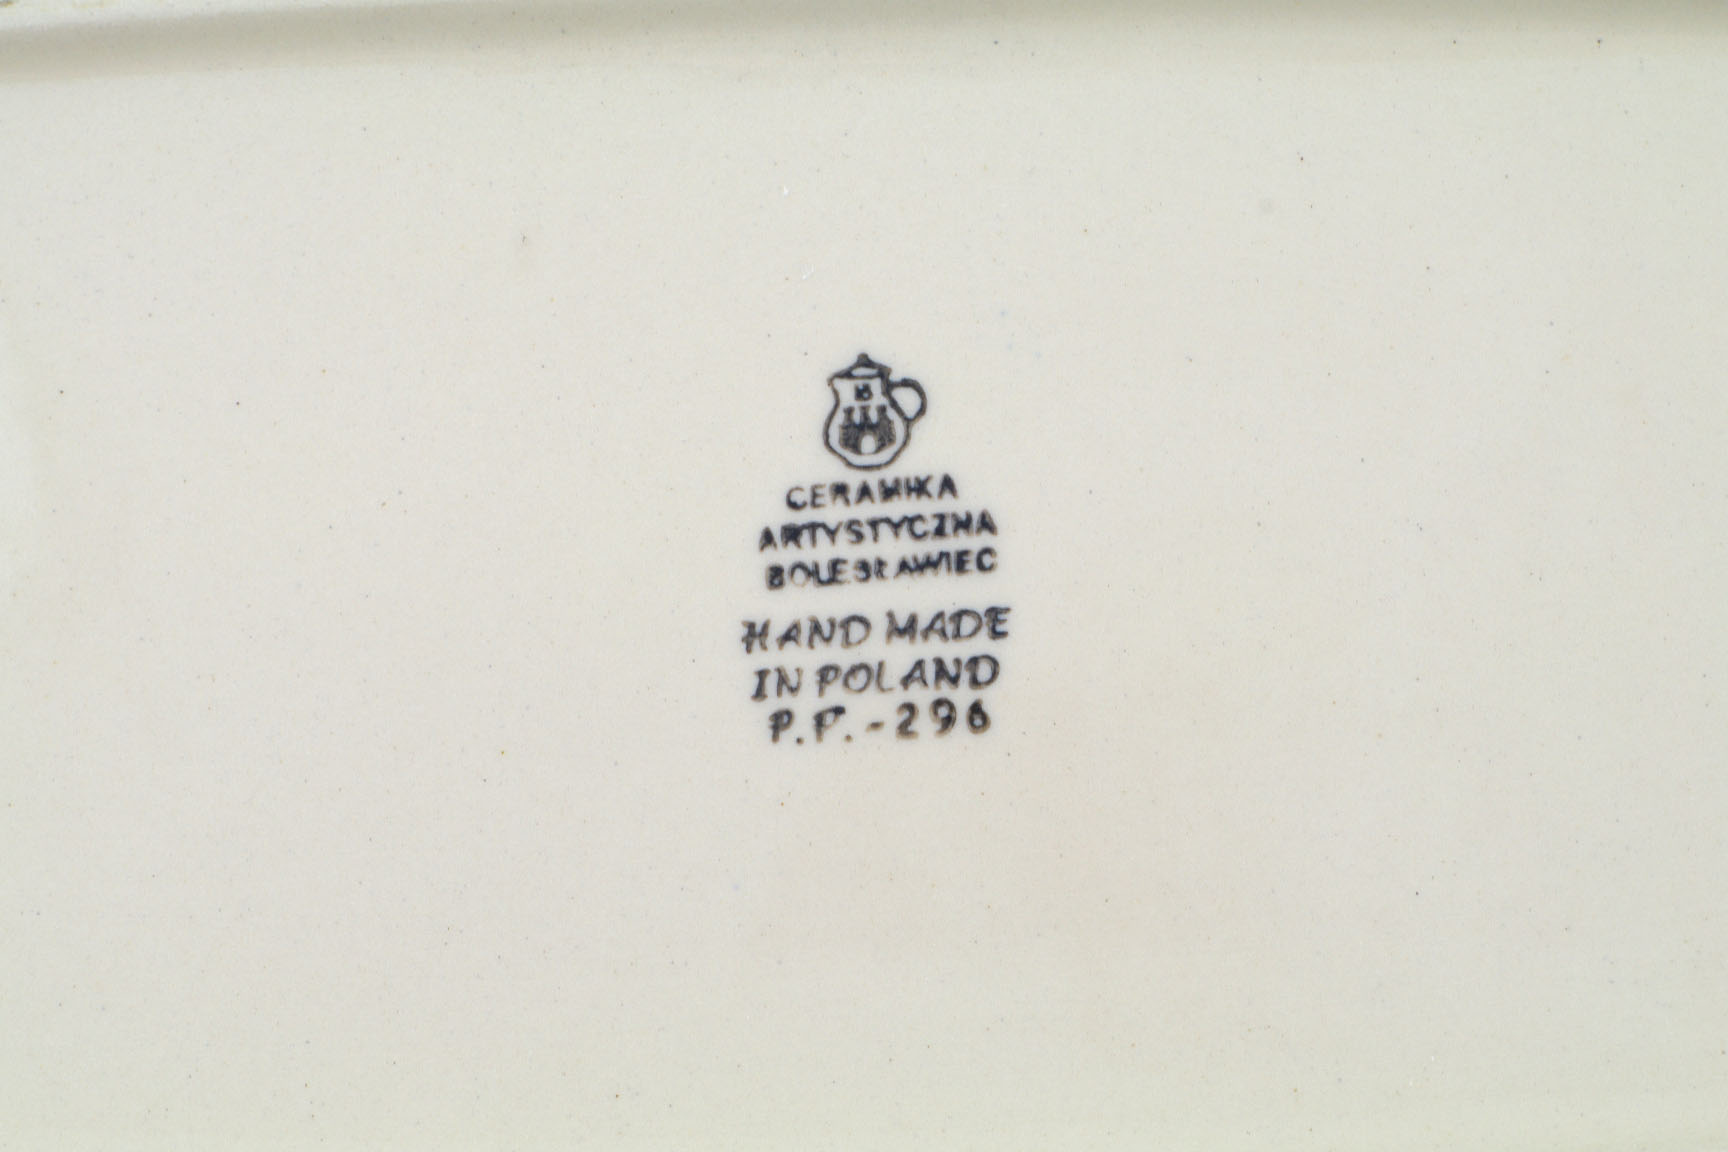 CERAMIKA
ARTYSTYCZNA
BOLESŁAWIEC
HAND MADE
IN POLAND
P.P.-296